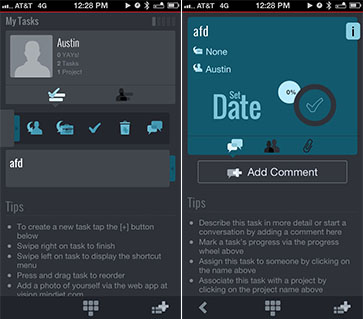 AT&T 4G 12:28 PM
My Tasks
Austin
0 YAYs!
2 Tasks
1 Project
afd
Tips
To create a new task tap the [+] button
below
Swipe right on task to finish
Swipe left on task to display the shortcut
menu
Press and drag to reorder
Add a photo of yourself via the web app at
vision.mindjet.com
AT&T 4G 12:28 PM
afd
i
None
Austin
Set
Date
0%
Add Comment
Tips
Describe this task in more detail or start a
conversation by adding a comment here
Mark a task's progress via the progress
wheel above
Assign this task to someone by clicking on
the name above
Associate this task with a project by
clicking on the project name above